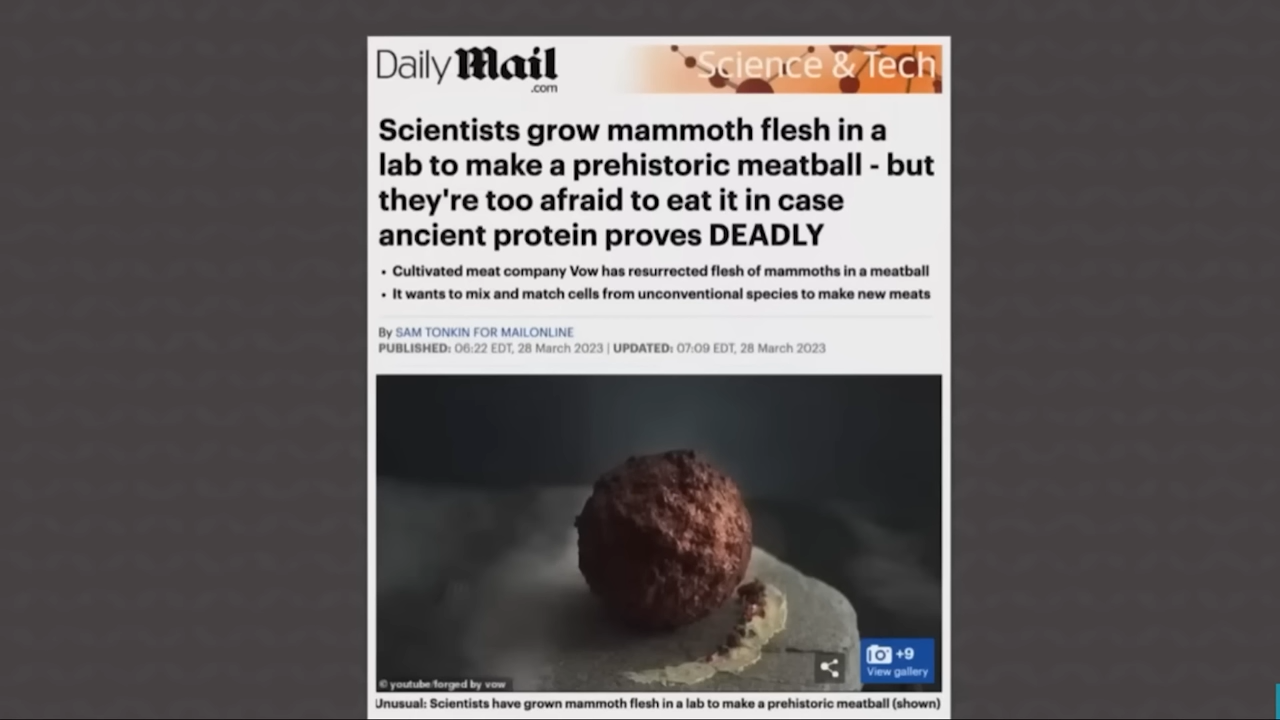 Daily Mail
.com
Science & Tech
Scientists grow mammoth flesh in a
lab to make a prehistoric meatball - but
they're too afraid to eat it in case
ancient protein proves DEADLY
• Cultivated meat company Vow has resurrected flesh of mammoths in a meatball
• It wants to mix and match cells from unconventional species to make new meats
By SAM TONKIN FOR MAILONLINE
PUBLISHED: 06:22 EDT, 28 March 2023 | UPDATED: 07:09 EDT, 28 March 2023
+9
View gallery
© youtube/forged by vow
Unusual: Scientists have grown mammoth flesh in a lab to make a prehistoric meatball (shown)